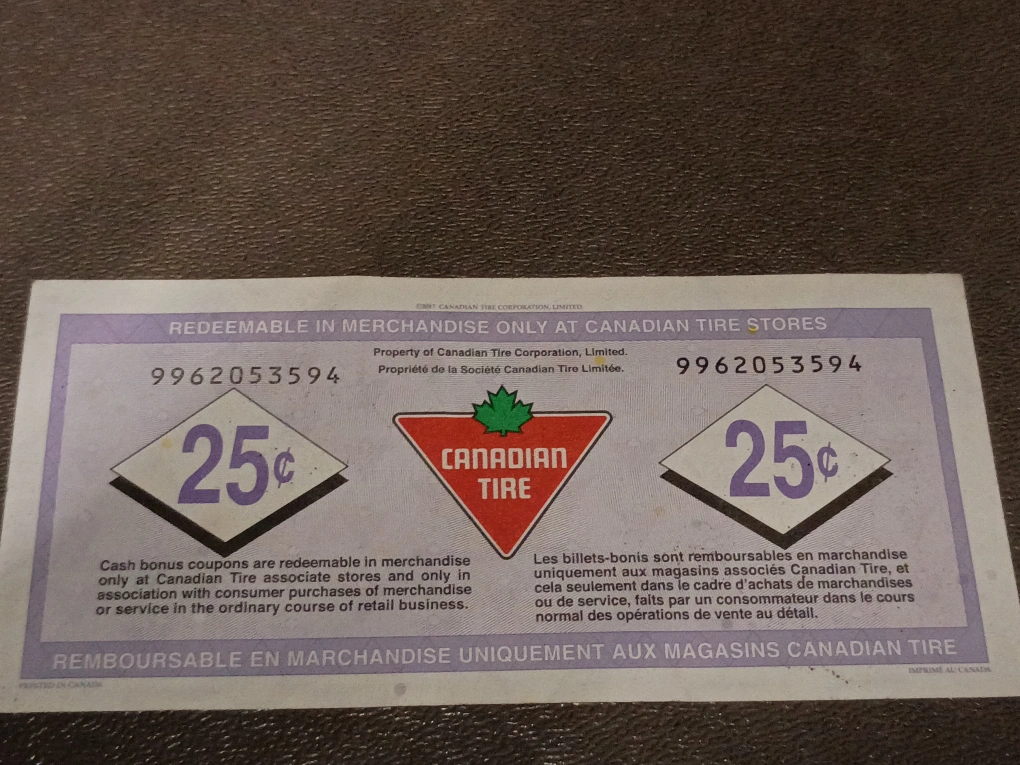 CANADIAN TIRE CORPORATION, LIMITED
REDEEMABLE IN MERCHANDISE ONLY AT CANADIAN TIRE STORES
Property of Canadian Tire Corporation, Limited.
Propriété de la Société Canadian Tire Limitée.
9962053594
9962053594
25¢
CANADIAN
TIRE
25¢
Cash bonus coupons are redeemable in merchandise
only at Canadian Tire associate stores and only in
association with consumer purchases of merchandise
or service in the ordinary course of retail business.
Les billets-bonis sont remboursables en marchandise
uniquement aux magasins associés Canadian Tire, et
cela seulement dans le cadre d'achats de marchandises
ou de service, faits par un consommateur dans le cours
normal des opérations de vente au détail.
REMBOURSABLE EN MARCHANDISE UNIQUEMENT AUX MAGASINS CANADIAN TIRE
PRINTED IN CANADA
IMPRIMÉ AU CANADA